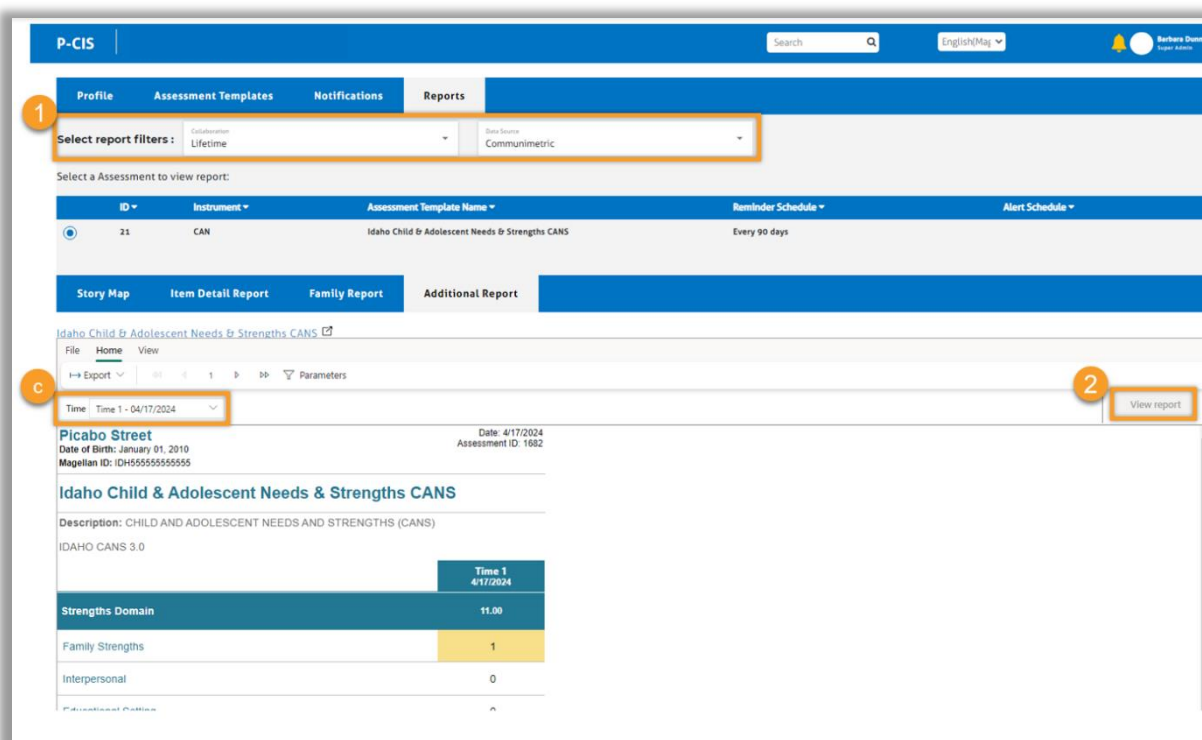 P-CIS
Search
English(Mag
Barbara Dunn
Super Admin
Profile Assessment Templates Notifications Reports
1
Select report filters :
Collaboration
Lifetime
Data Source
Communimetric
Select a Assessment to view report:
ID Instrument Assessment Template Name Reminder Schedule Alert Schedule
21 CAN Idaho Child & Adolescent Needs & Strengths CANS Every 90 days
Story Map Item Detail Report Family Report Additional Report
Idaho Child & Adolescent Needs & Strengths CANS
File Home View
Export 1 Parameters
c
2
Time Time 1 - 04/17/2024
View report
Picabo Street
Date: 4/17/2024
Date of Birth: January 01, 2010
Assessment ID: 1682
Magellan ID: IDH555555555555
Idaho Child & Adolescent Needs & Strengths CANS
Description: CHILD AND ADOLESCENT NEEDS AND STRENGTHS (CANS)
IDAHO CANS 3.0
Time 1
4/17/2024
Strengths Domain 11.00
Family Strengths 1
Interpersonal 0
Educational Setting 0